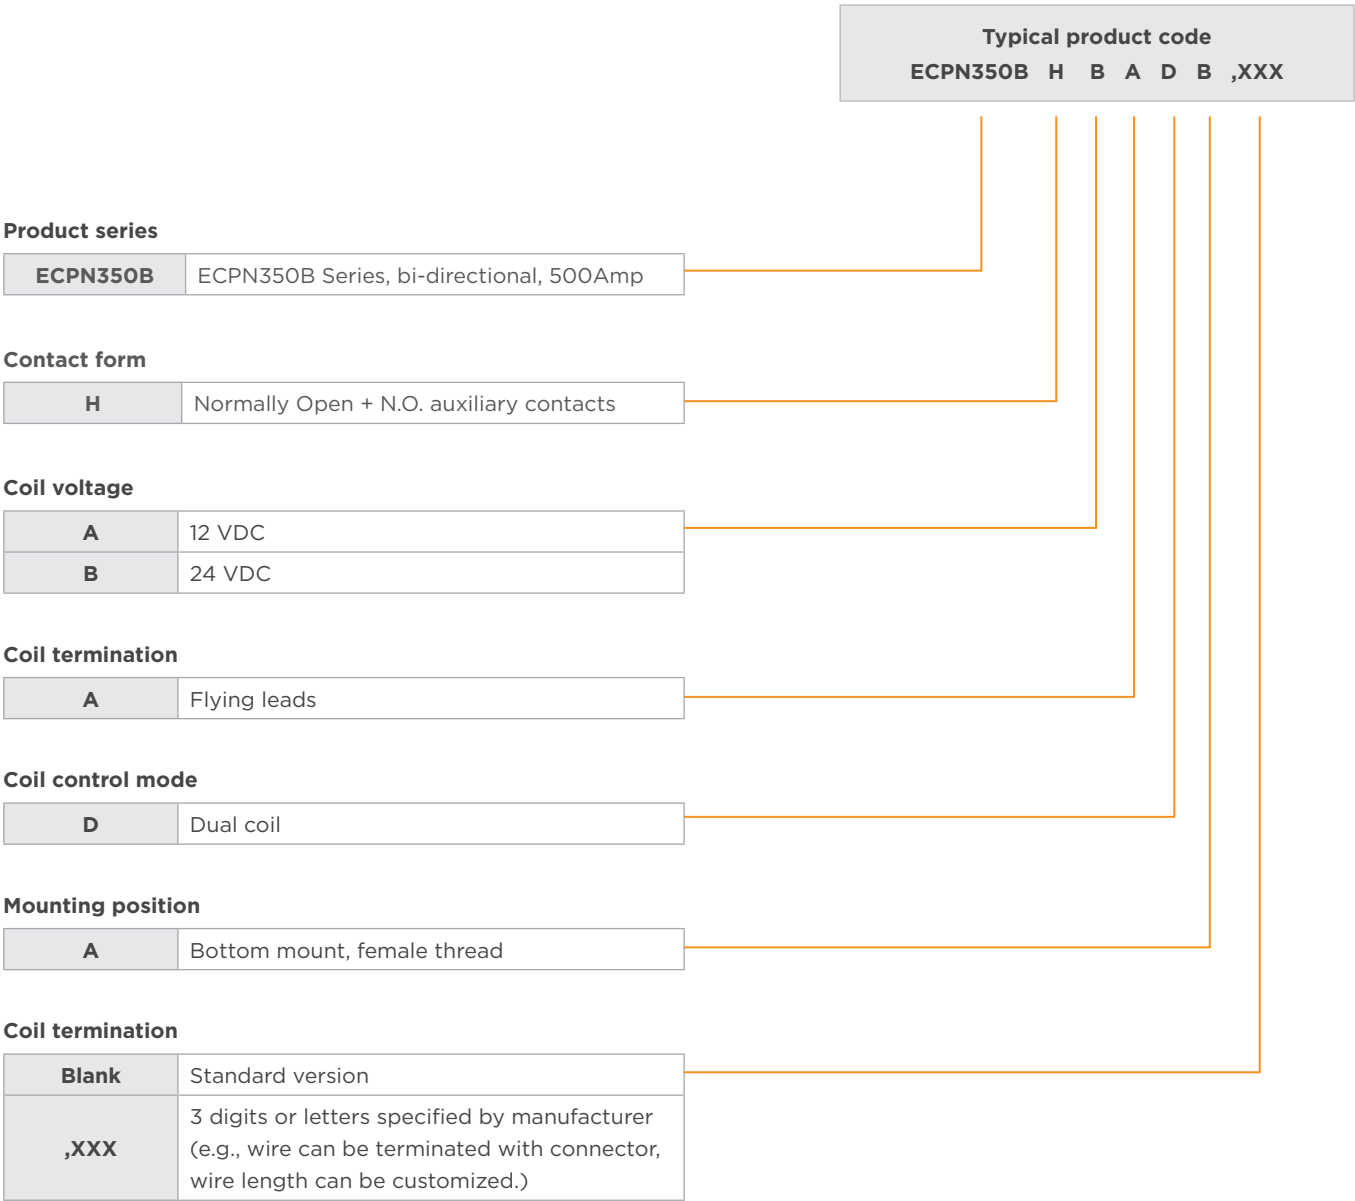 Typical product code
ECPN350B H B A D B ,XXX
Product series
ECPN350B ECPN350B Series, bi-directional, 500Amp
Contact form
H Normally Open + N.O. auxiliary contacts
Coil voltage
A 12 VDC
B 24 VDC
Coil termination
A Flying leads
Coil control mode
D Dual coil
Mounting position
A Bottom mount, female thread
Coil termination
Blank Standard version
,XXX 3 digits or letters specified by manufacturer
(e.g., wire can be terminated with connector,
wire length can be customized.)